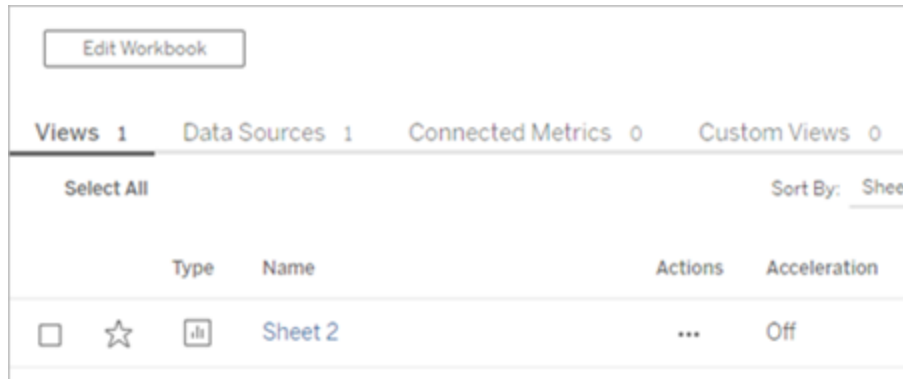 Edit Workbook
Views 1 Data Sources 1 Connected Metrics 0 Custom Views 0
Select All Sort By: Shee
Type Name Actions Acceleration
Sheet 2 ••• Off